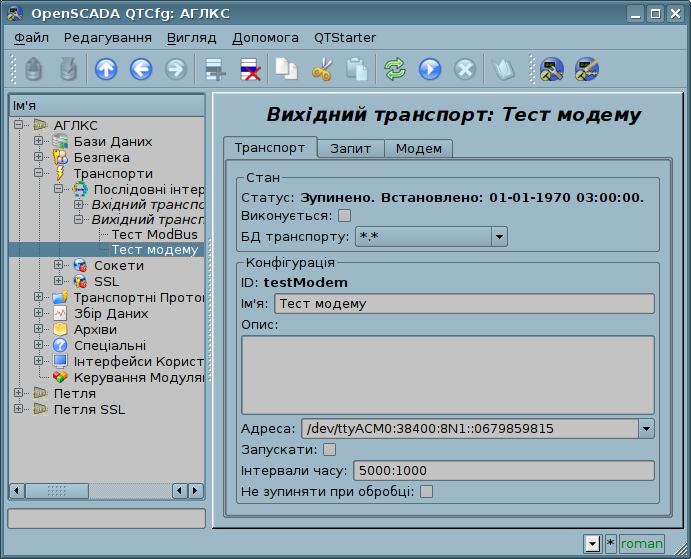 OpenSCADA QTCfg: АГЛКС
Файл Редагування Вигляд Допомога QTStarter
Ім'я
АГЛКС
Бази Даних
Безпека
Транспорти
Послідовні інтер
Вхідний транспо
Вихідний трансп
Тест ModBus
Тест модему
Сокети
SSL
Транспортні Прото
Збір Даних
Архіви
Спеціальні
Інтерфейси Корист
Керування Модуля
Петля
Петля SSL
Вихідний транспорт: Тест модему
Транспорт Запит Модем
Стан
Статус: Зупинено. Встановлено: 01-01-1970 03:00:00.
Виконується:
БД транспорту: *.*
Конфігурація
ID: testModem
Ім'я: Тест модему
Опис:
Адреса: /dev/ttyACM0:38400:8N1::0679859815
Запускати:
Інтервали часу: 5000:1000
Не зупиняти при обробці:
* roman